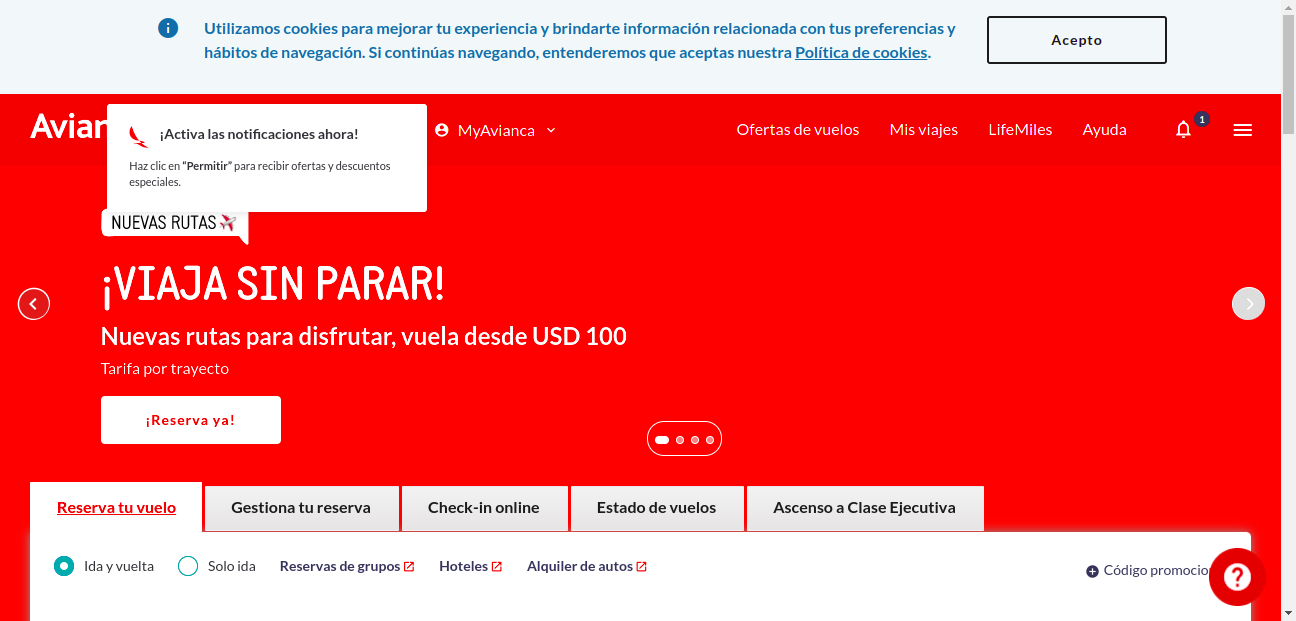 Utilizamos cookies para mejorar tu experiencia y brindarte información relacionada con tus preferencias y
hábitos de navegación. Si continúas navegando, entenderemos que aceptas nuestra Política de cookies.
Acepto
¡Activa las notificaciones ahora!
Haz clic en “Permitir” para recibir ofertas y descuentos
especiales.
MyAvianca
Ofertas de vuelos
Mis viajes
LifeMiles
Ayuda
1
NUEVAS RUTAS
¡VIAJA SIN PARAR!
Nuevas rutas para disfrutar, vuela desde USD 100
Tarifa por trayecto
¡Reserva ya!
Reserva tu vuelo
Gestiona tu reserva
Check-in online
Estado de vuelos
Ascenso a Clase Ejecutiva
Ida y vuelta
Solo ida
Reservas de grupos
Hoteles
Alquiler de autos
Código